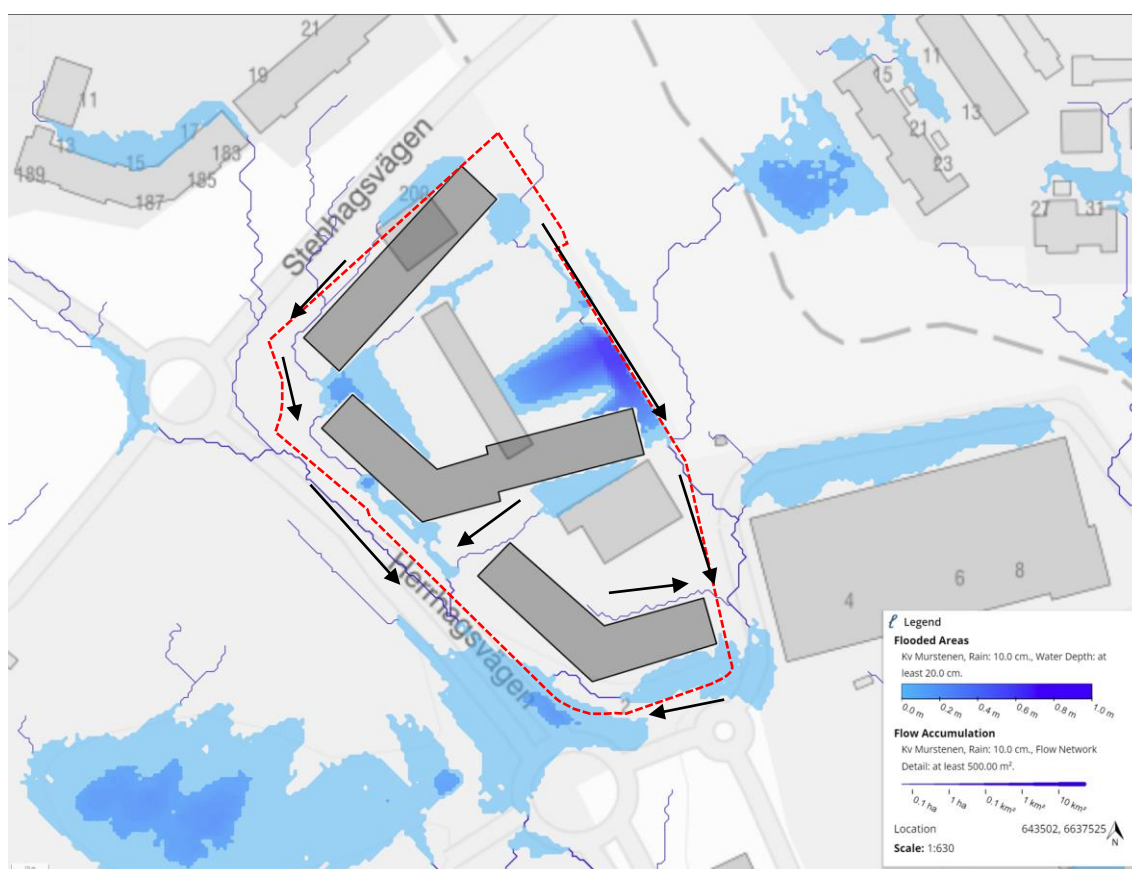 21
19
11
17
13
15
183
185
187
189
Stenhagsvägen
209
11
15
13
21
23
27
31
Herrhagsvägen
2
6
8
4
Legend
Flooded Areas
Kv Murstenen, Rain: 10.0 cm., Water Depth: at
least 20.0 cm.
0.0 m 0.2 m 0.4 m 0.6 m 0.8 m 1.0 m
Flow Accumulation
Kv Murstenen, Rain: 10.0 cm., Flow Network
Detail: at least 500.00 m².
0.1 ha 1 ha 0.1 km² 1 km² 10 km²
Location 643502, 6637525
Scale: 1:630
N